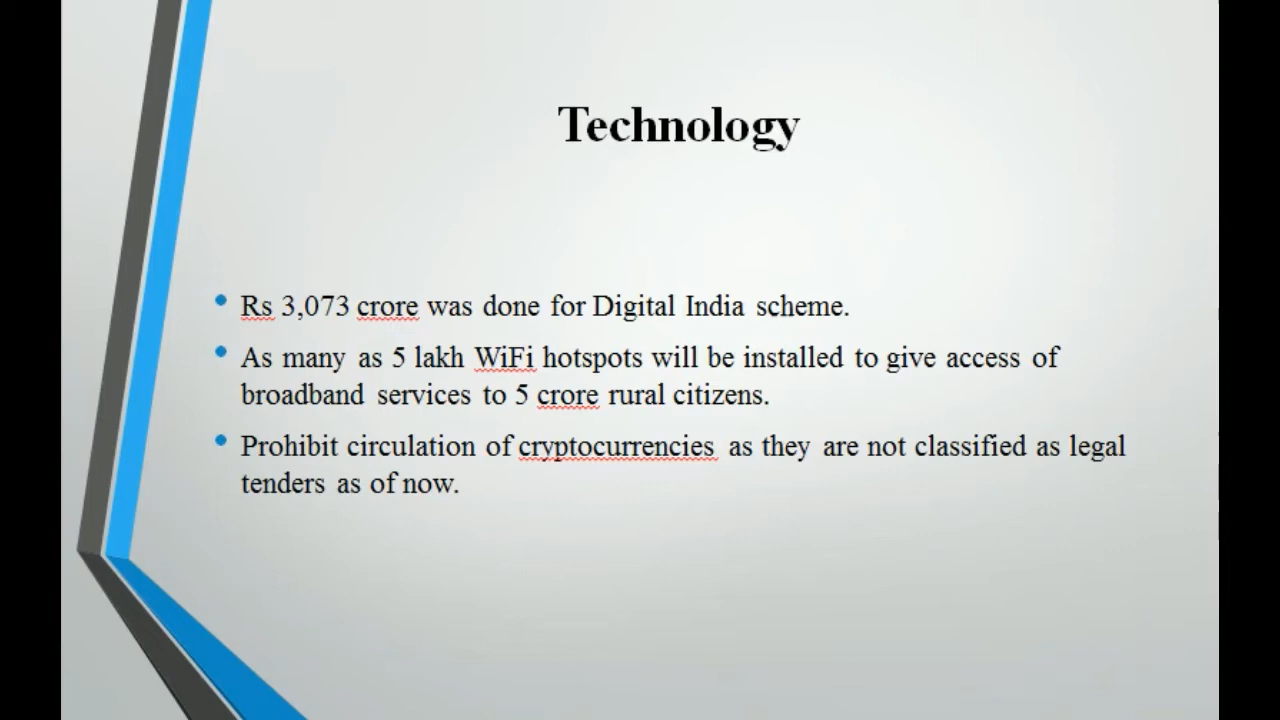 Technology
• Rs 3,073 crore was done for Digital India scheme.
• As many as 5 lakh WiFi hotspots will be installed to give access of
broadband services to 5 crore rural citizens.
• Prohibit circulation of cryptocurrencies as they are not classified as legal
tenders as of now.